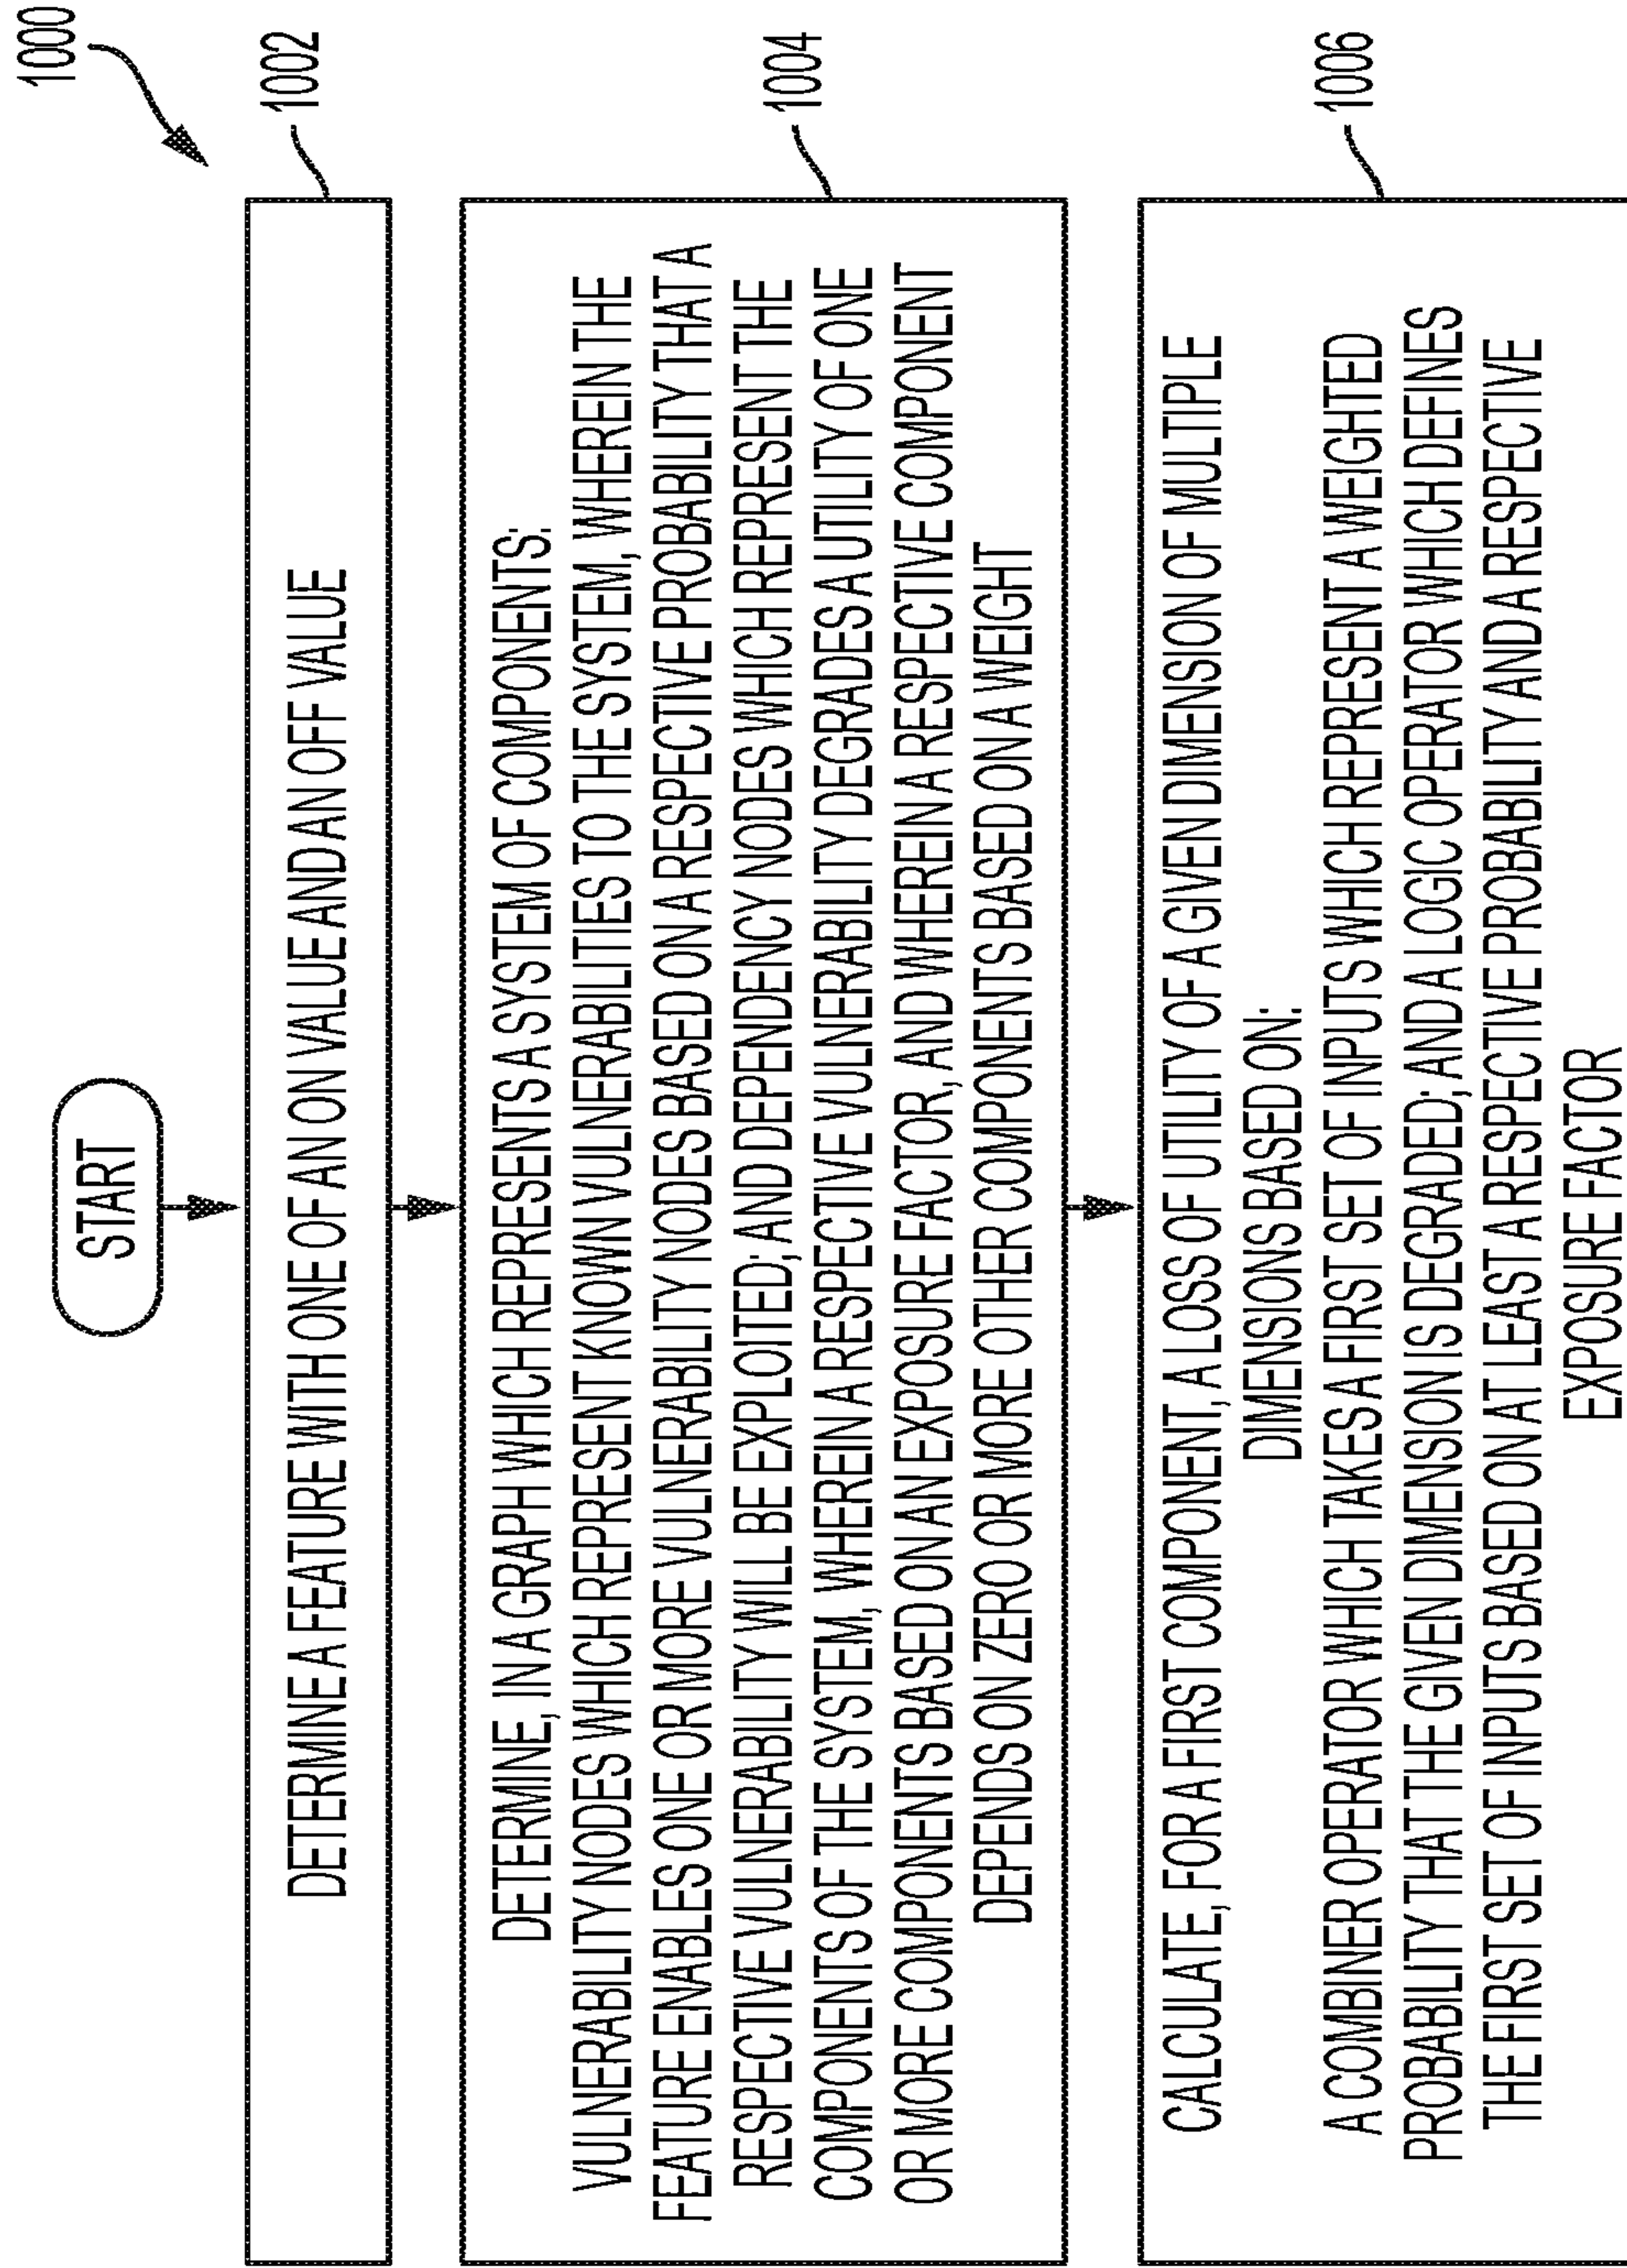 1000
START
1002
DETERMINE A FEATURE WITH ONE OF AN ON VALUE AND AN OFF VALUE
1004
DETERMINE, IN A GRAPH WHICH REPRESENTS A SYSTEM OF COMPONENTS:
VULNERABILITY NODES WHICH REPRESENT KNOWN VULNERABILITIES TO THE SYSTEM, WHEREIN THE
FEATURE ENABLES ONE OR MORE VULNERABILITY NODES BASED ON A RESPECTIVE PROBABILITY THAT A
RESPECTIVE VULNERABILITY WILL BE EXPLOITED; AND DEPENDENCY NODES WHICH REPRESENT THE
COMPONENTS OF THE SYSTEM, WHEREIN A RESPECTIVE VULNERABILITY DEGRADES A UTILITY OF ONE
OR MORE COMPONENTS BASED ON AN EXPOSURE FACTOR, AND WHEREIN A RESPECTIVE COMPONENT
DEPENDS ON ZERO OR MORE OTHER COMPONENTS BASED ON A WEIGHT
1006
CALCULATE, FOR A FIRST COMPONENT, A LOSS OF UTILITY OF A GIVEN DIMENSION OF MULTIPLE
DIMENSIONS BASED ON:
A COMBINER OPERATOR WHICH TAKES A FIRST SET OF INPUTS WHICH REPRESENT A WEIGHTED
PROBABILITY THAT THE GIVEN DIMENSION IS DEGRADED; AND A LOGIC OPERATOR WHICH DEFINES
THE FIRST SET OF INPUTS BASED ON AT LEAST A RESPECTIVE PROBABILITY AND A RESPECTIVE
EXPOSURE FACTOR